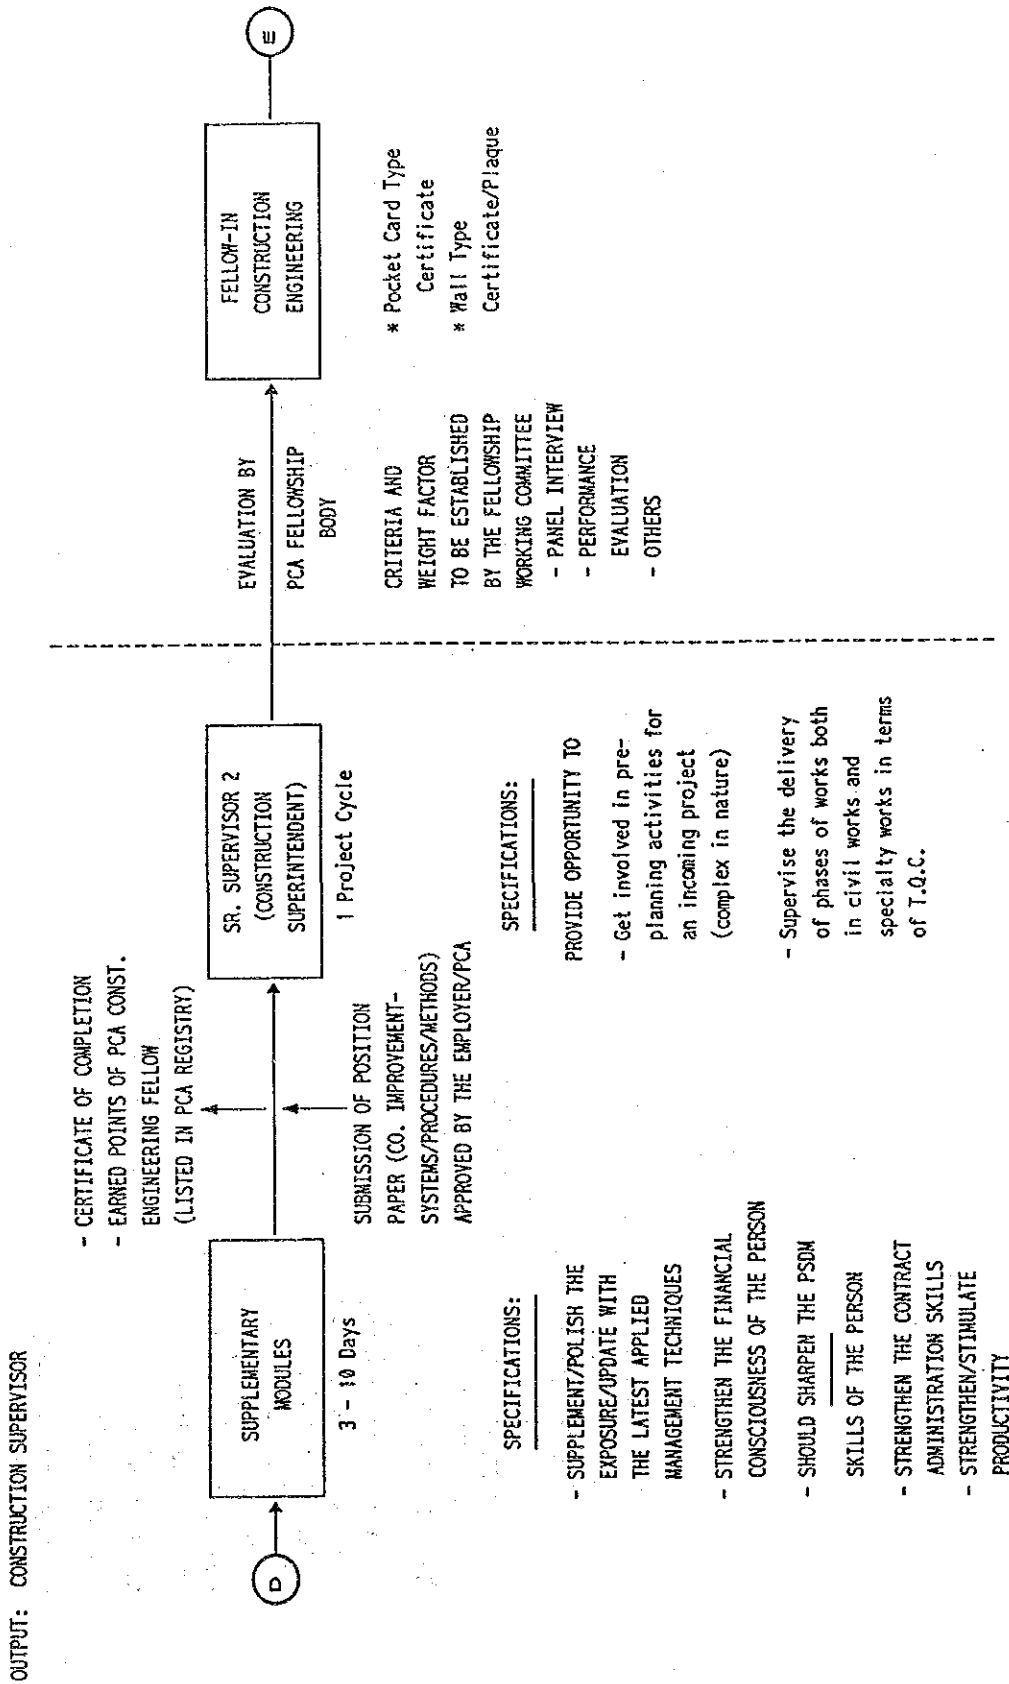 OUTPUT: CONSTRUCTION SUPERVISOR
D
SUPPLEMENTARY
MODULES
3 - 10 Days
SPECIFICATIONS:
- SUPPLEMENT/POLISH THE
EXPOSURE/UPDATE WITH
THE LATEST APPLIED
MANAGEMENT TECHNIQUES
- STRENGTHEN THE FINANCIAL
CONSCIOUSNESS OF THE PERSON
- SHOULD SHARPEN THE PSDM
SKILLS OF THE PERSON
- STRENGTHEN THE CONTRACT
ADMINISTRATION SKILLS
- STRENGTHEN/STIMULATE
PRODUCTIVITY
- CERTIFICATE OF COMPLETION
- EARNED POINTS OF PCA CONST.
ENGINEERING FELLOW
(LISTED IN PCA REGISTRY)
SUBMISSION OF POSITION
PAPER (CO. IMPROVEMENT-
SYSTEMS/PROCEDURES/METHODS)
APPROVED BY THE EMPLOYER/PCA
SR. SUPERVISOR 2
(CONSTRUCTION
SUPERINTENDENT)
1 Project Cycle
SPECIFICATIONS:
PROVIDE OPPORTUNITY TO
- Get involved in pre-
planning activities for
an incoming project
(complex in nature)
- Supervise the delivery
of phases of works both
in civil works and
specialty works in terms
of T.Q.C.
EVALUATION BY
PCA FELLOWSHIP
BODY
CRITERIA AND
WEIGHT FACTOR
TO BE ESTABLISHED
BY THE FELLOWSHIP
WORKING COMMITTEE
- PANEL INTERVIEW
- PERFORMANCE
EVALUATION
- OTHERS
FELLOW-IN
CONSTRUCTION
ENGINEERING
* Pocket Card Type
Certificate
* Wall Type
Certificate/Plaque
E